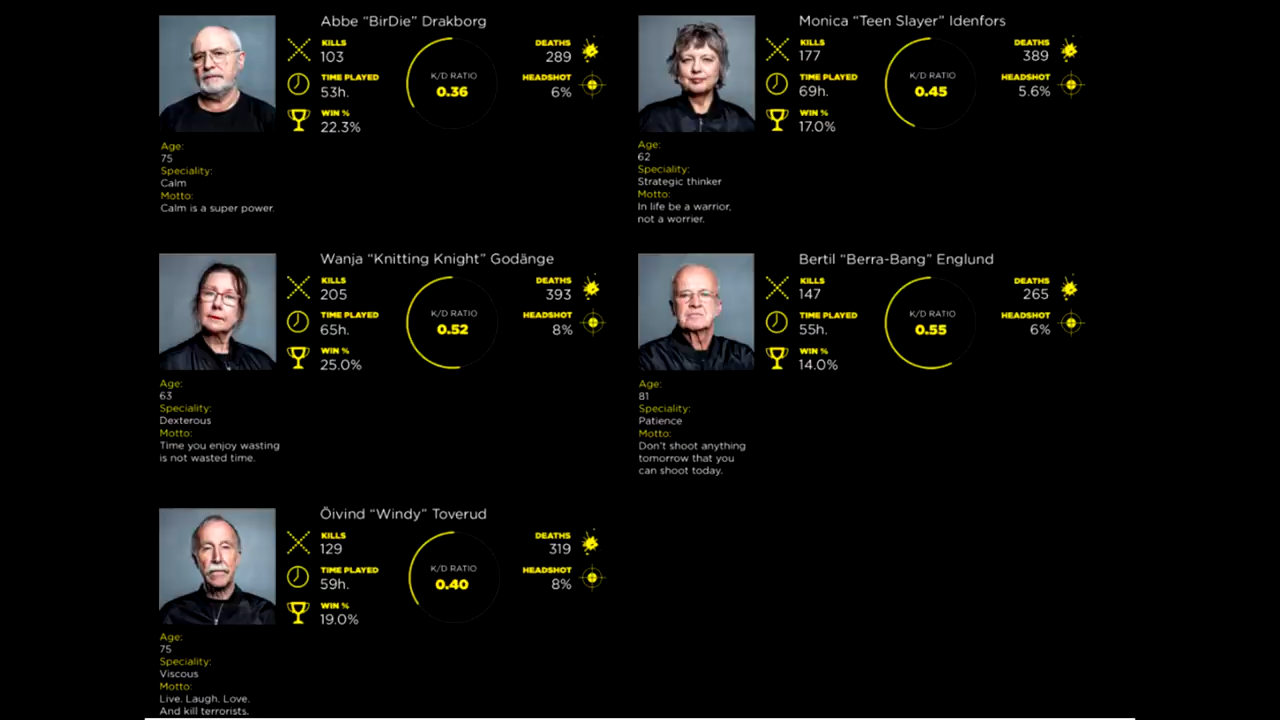 Abbe “BirDie” Drakborg
KILLS
103
TIME PLAYED
53h.
WIN %
22.3%
K/D RATIO
0.36
DEATHS
289
HEADSHOT
6%
Age:
75
Speciality:
Calm
Motto:
Calm is a super power.
Monica “Teen Slayer” Idenfors
KILLS
177
TIME PLAYED
69h.
WIN %
17.0%
K/D RATIO
0.45
DEATHS
389
HEADSHOT
5.6%
Age:
62
Speciality:
Strategic thinker
Motto:
In life be a warrior,
not a worrier.
Wanja “Knitting Knight” Godänge
KILLS
205
TIME PLAYED
65h.
WIN %
25.0%
K/D RATIO
0.52
DEATHS
393
HEADSHOT
8%
Age:
63
Speciality:
Dexterous
Motto:
Time you enjoy wasting
is not wasted time.
Bertil “Berra-Bang” Englund
KILLS
147
TIME PLAYED
55h.
WIN %
14.0%
K/D RATIO
0.55
DEATHS
265
HEADSHOT
6%
Age:
81
Speciality:
Patience
Motto:
Don't shoot anything
tomorrow that you
can shoot today.
Öivind “Windy” Toverud
KILLS
129
TIME PLAYED
59h.
WIN %
19.0%
K/D RATIO
0.40
DEATHS
319
HEADSHOT
8%
Age:
75
Speciality:
Viscous
Motto:
Live. Laugh. Love.
And kill terrorists.